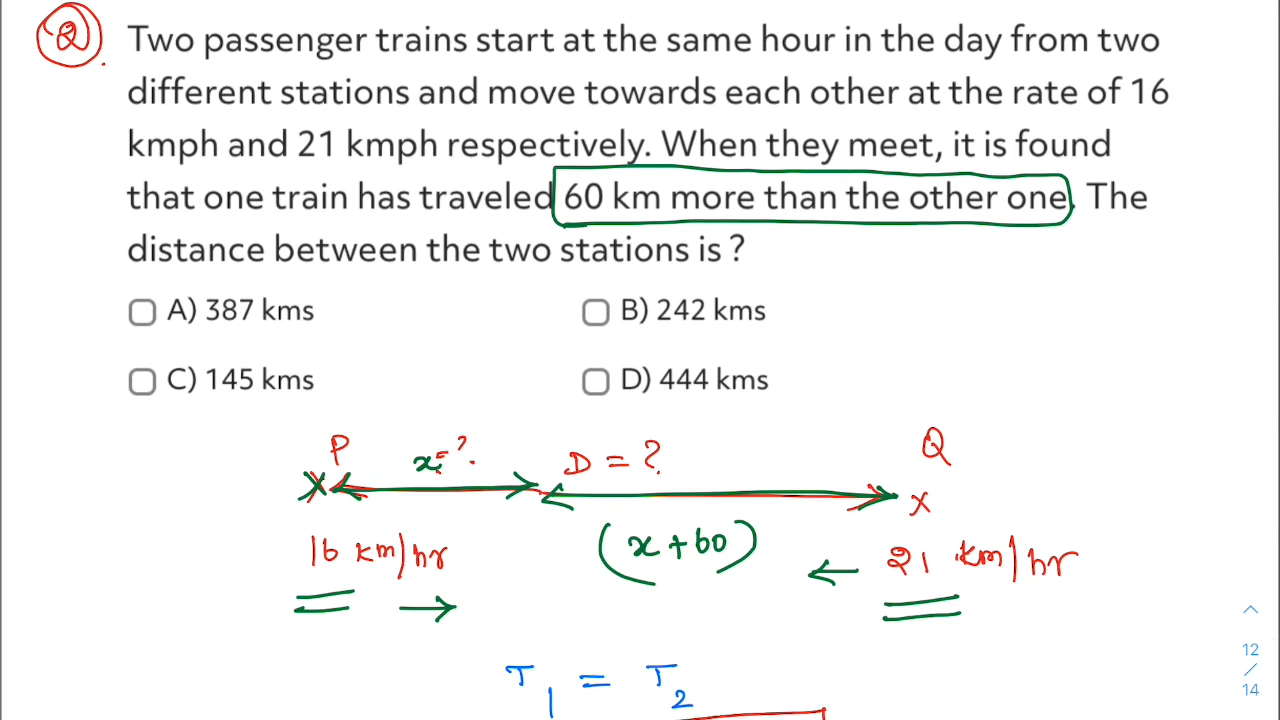 2
Two passenger trains start at the same hour in the day from two
different stations and move towards each other at the rate of 16
kmph and 21 kmph respectively. When they meet, it is found
that one train has traveled 60 km more than the other one. The
distance between the two stations is ?
A) 387 kms B) 242 kms
C) 145 kms D) 444 kms
P x=? D = ? Q
x x
(x + 60)
16 km/hr 21 km/hr
T1 = T2
12
/
14